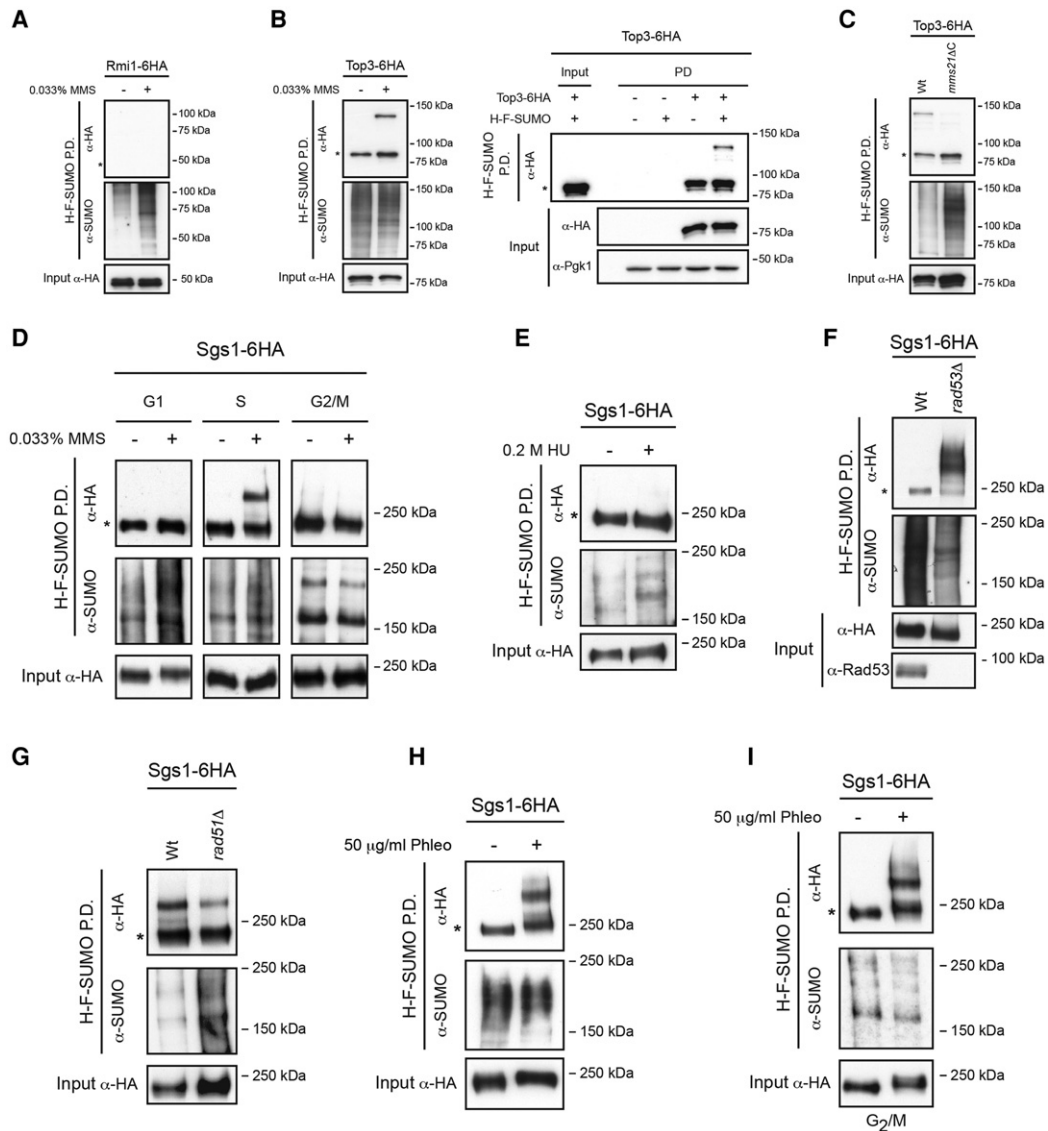 A
Rmi1-6HA
0.033% MMS - +
H-F-SUMO P.D.
α-HA
*
- 100 kDa
- 75 kDa
- 50 kDa
α-SUMO
- 100 kDa
- 75 kDa
- 50 kDa
Input α-HA
- 50 kDa
B
Top3-6HA
0.033% MMS - +
H-F-SUMO P.D.
α-HA
*
- 150 kDa
- 100 kDa
- 75 kDa
α-SUMO
- 150 kDa
- 100 kDa
- 75 kDa
Input α-HA
- 75 kDa
Top3-6HA
Input PD
Top3-6HA + - - + +
H-F-SUMO + - + - +
H-F-SUMO P.D.
α-HA
*
- 150 kDa
- 100 kDa
- 75 kDa
Input
α-HA
- 100 kDa
- 75 kDa
α-Pgk1
- 50 kDa
C
Top3-6HA
Wt mms21ΔC
H-F-SUMO P.D.
α-HA
*
- 150 kDa
- 100 kDa
- 75 kDa
α-SUMO
- 150 kDa
- 100 kDa
- 75 kDa
Input α-HA
- 100 kDa
- 75 kDa
D
Sgs1-6HA
G1 S G2/M
0.033% MMS - + - + - +
H-F-SUMO P.D.
α-HA
*
- 250 kDa
α-SUMO
- 250 kDa
- 150 kDa
Input α-HA
- 250 kDa
E
Sgs1-6HA
0.2 M HU - +
H-F-SUMO P.D.
α-HA
*
- 250 kDa
α-SUMO
- 250 kDa
- 150 kDa
Input α-HA
- 250 kDa
F
Sgs1-6HA
Wt rad53Δ
H-F-SUMO P.D.
α-HA
*
- 250 kDa
α-SUMO
- 250 kDa
- 150 kDa
Input
α-HA
- 250 kDa
α-Rad53
- 100 kDa
G
Sgs1-6HA
Wt rad51Δ
H-F-SUMO P.D.
α-HA
*
- 250 kDa
α-SUMO
- 250 kDa
- 150 kDa
Input α-HA
- 250 kDa
H
Sgs1-6HA
50 μg/ml Phleo - +
H-F-SUMO P.D.
α-HA
*
- 250 kDa
α-SUMO
- 250 kDa
- 150 kDa
Input α-HA
- 250 kDa
I
Sgs1-6HA
50 μg/ml Phleo - +
H-F-SUMO P.D.
α-HA
*
- 250 kDa
α-SUMO
- 250 kDa
- 150 kDa
Input α-HA
- 250 kDa
G2/M